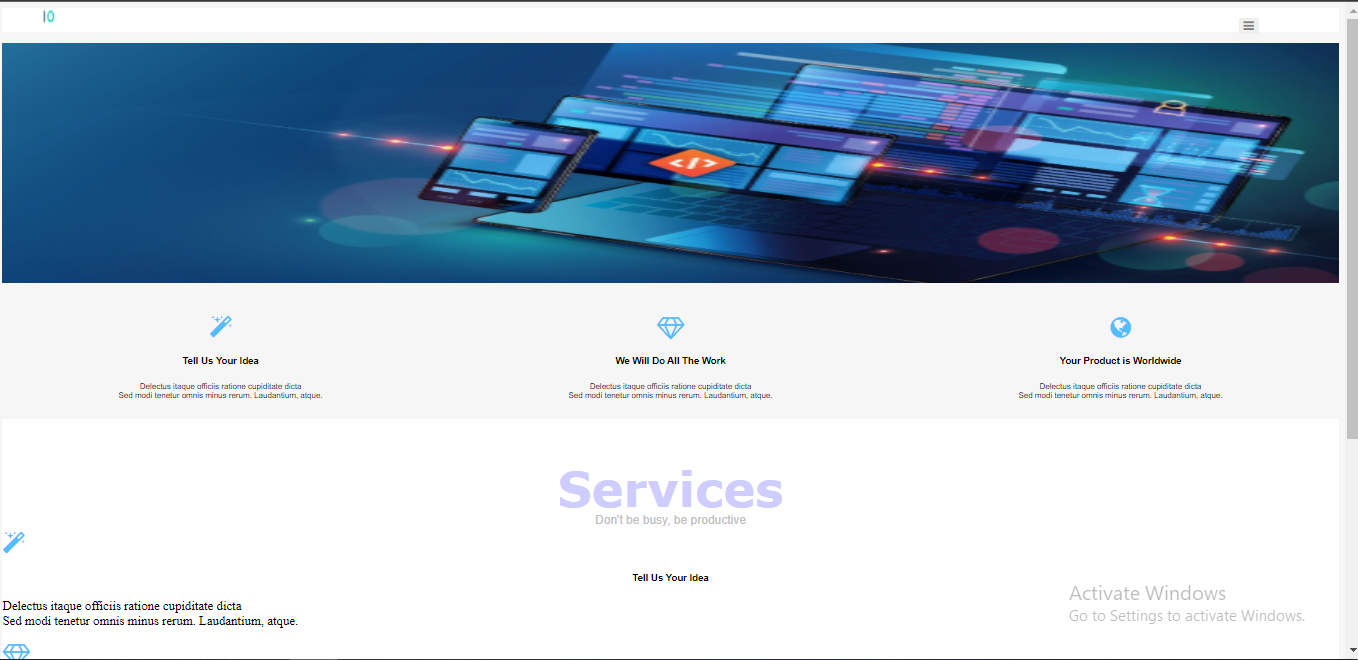 10
Tell Us Your Idea
We Will Do All The Work
Your Product is Worldwide
Delectus itaque officiis ratione cupiditate dicta
Sed modi tenetur omnis minus rerum. Laudantium, atque.
Delectus itaque officiis ratione cupiditate dicta
Sed modi tenetur omnis minus rerum. Laudantium, atque.
Delectus itaque officiis ratione cupiditate dicta
Sed modi tenetur omnis minus rerum. Laudantium, atque.
Services
Don't be busy, be productive
Tell Us Your Idea
Delectus itaque officiis ratione cupiditate dicta
Sed modi tenetur omnis minus rerum. Laudantium, atque.
Activate Windows
Go to Settings to activate Windows.